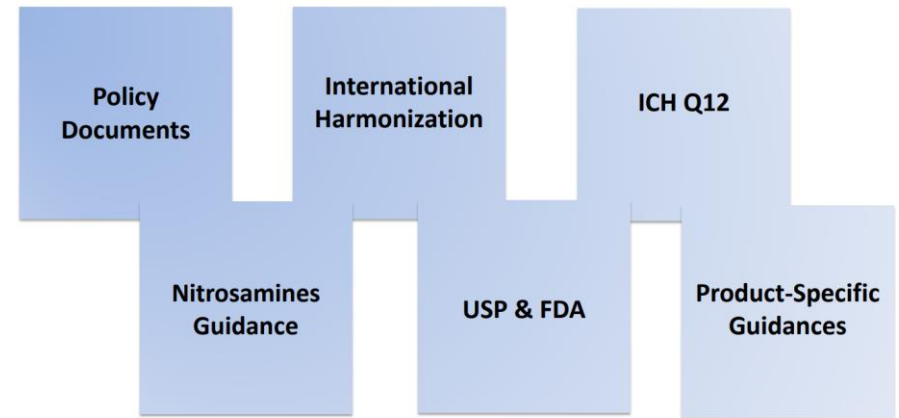 Policy
Documents
International
Harmonization
ICH Q12
Nitrosamines
Guidance
USP & FDA
Product-Specific
Guidances